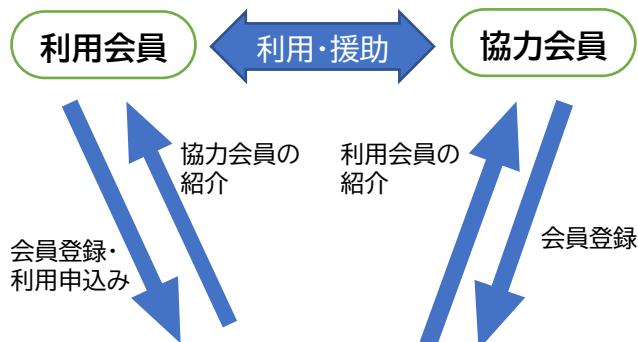 利用会員
利用・援助
協力会員
協力会員の
紹介
利用会員の
紹介
会員登録・
利用申込み
会員登録